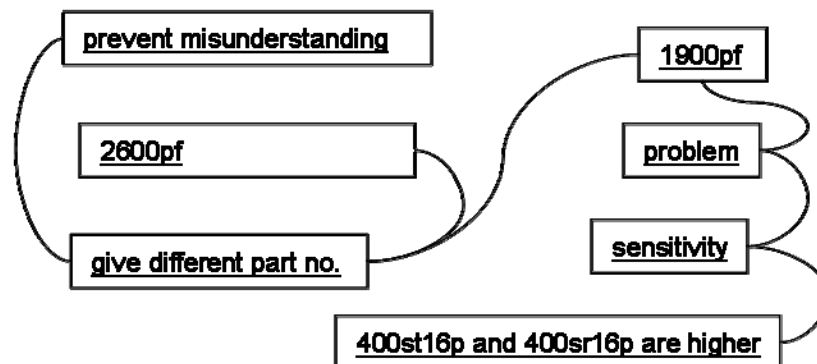 prevent misunderstanding
1900pf
2600pf
problem
give different part no.
sensitivity
400st16p and 400sr16p are higher